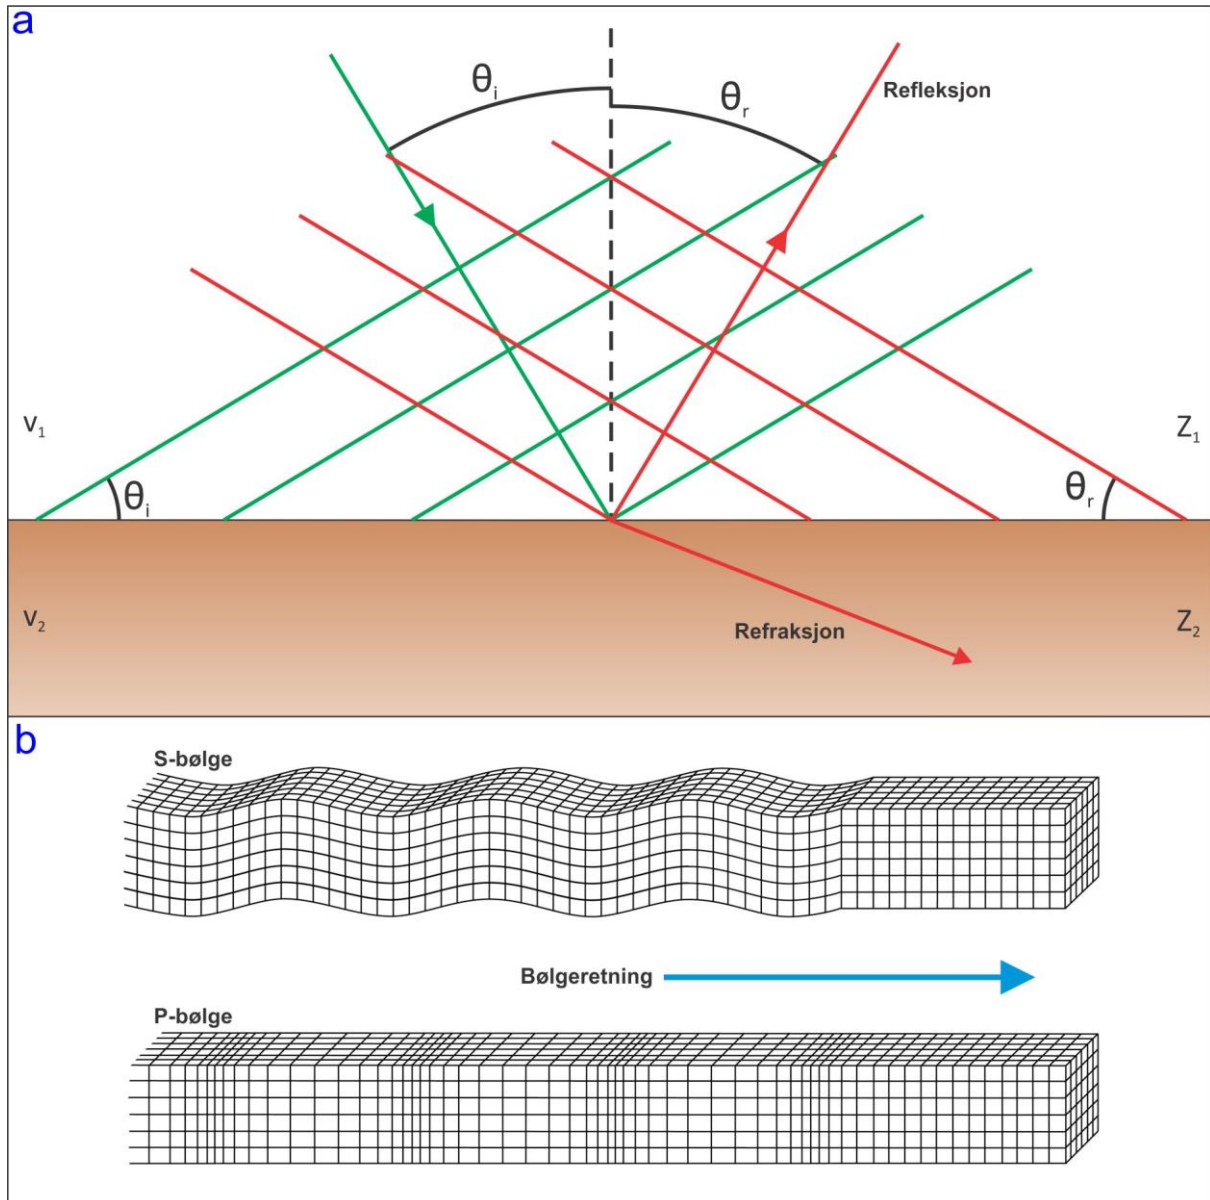 a
θi
θr
Refleksjon
v1
Z1
θi
θr
v2
Refraksjon
Z2
b
S-bølge
Bølgeretning
P-bølge